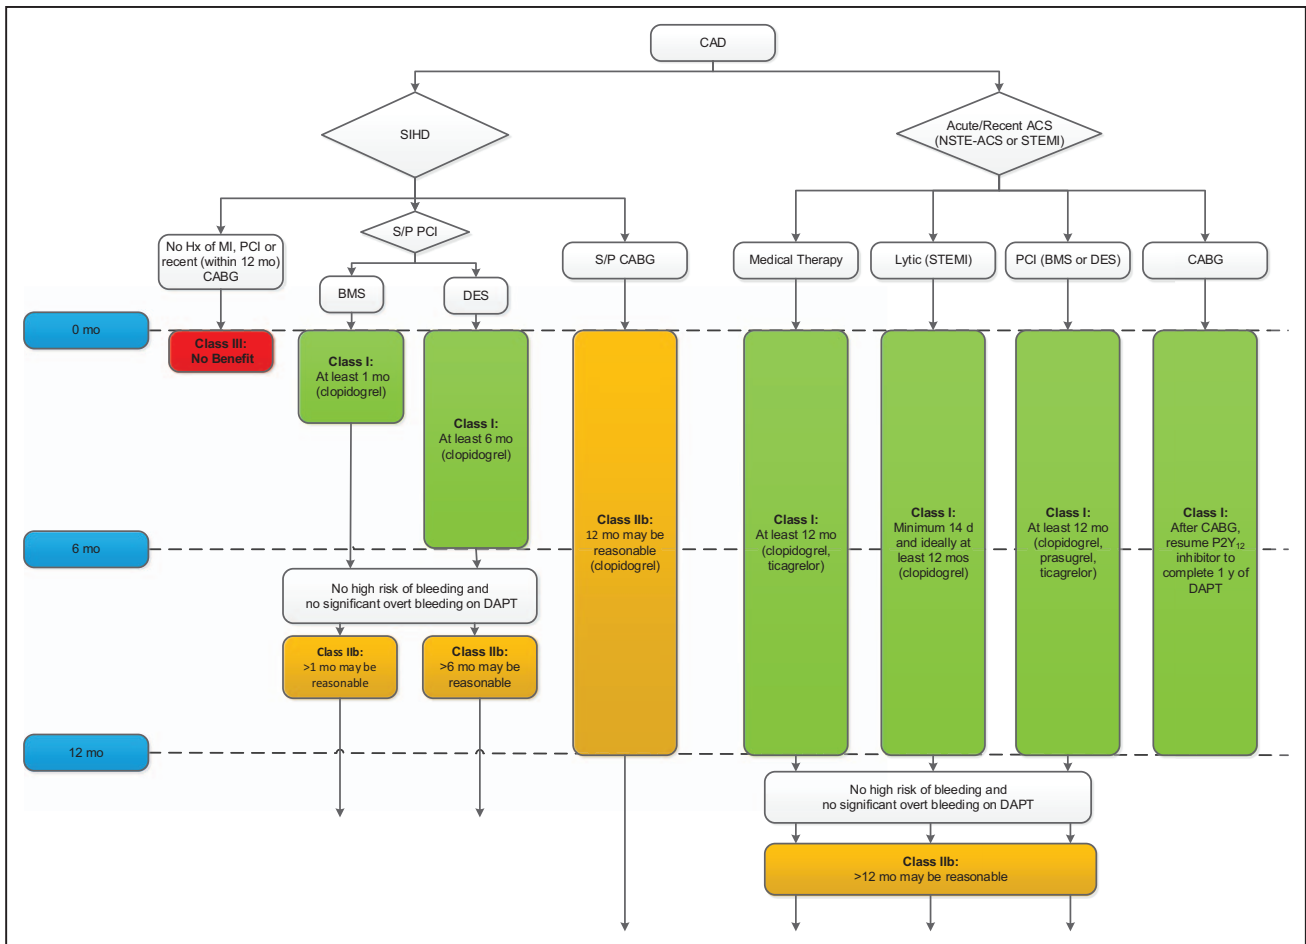 CAD
SIHD
Acute/Recent ACS
(NSTE-ACS or STEMI)
No Hx of MI, PCI or
recent (within 12 mo)
CABG
S/P PCI
BMS
DES
S/P CABG
Medical Therapy
Lytic (STEMI)
PCI (BMS or DES)
CABG
0 mo
Class III:
No Benefit
Class I:
At least 1 mo
(clopidogrel)
Class I:
At least 6 mo
(clopidogrel)
Class IIb:
12 mo may be
reasonable
(clopidogrel)
Class I:
At least 12 mo
(clopidogrel,
ticagrelor)
Class I:
Minimum 14 d
and ideally at
least 12 mos
(clopidogrel)
Class I:
At least 12 mo
(clopidogrel,
prasugrel,
ticagrelor)
Class I:
After CABG,
resume P2Y₁₂
inhibitor to
complete 1 y of
DAPT
6 mo
No high risk of bleeding and
no significant overt bleeding on DAPT
Class IIb:
>1 mo may be
reasonable
Class IIb:
>6 mo may be
reasonable
12 mo
No high risk of bleeding and
no significant overt bleeding on DAPT
Class IIb:
>12 mo may be reasonable